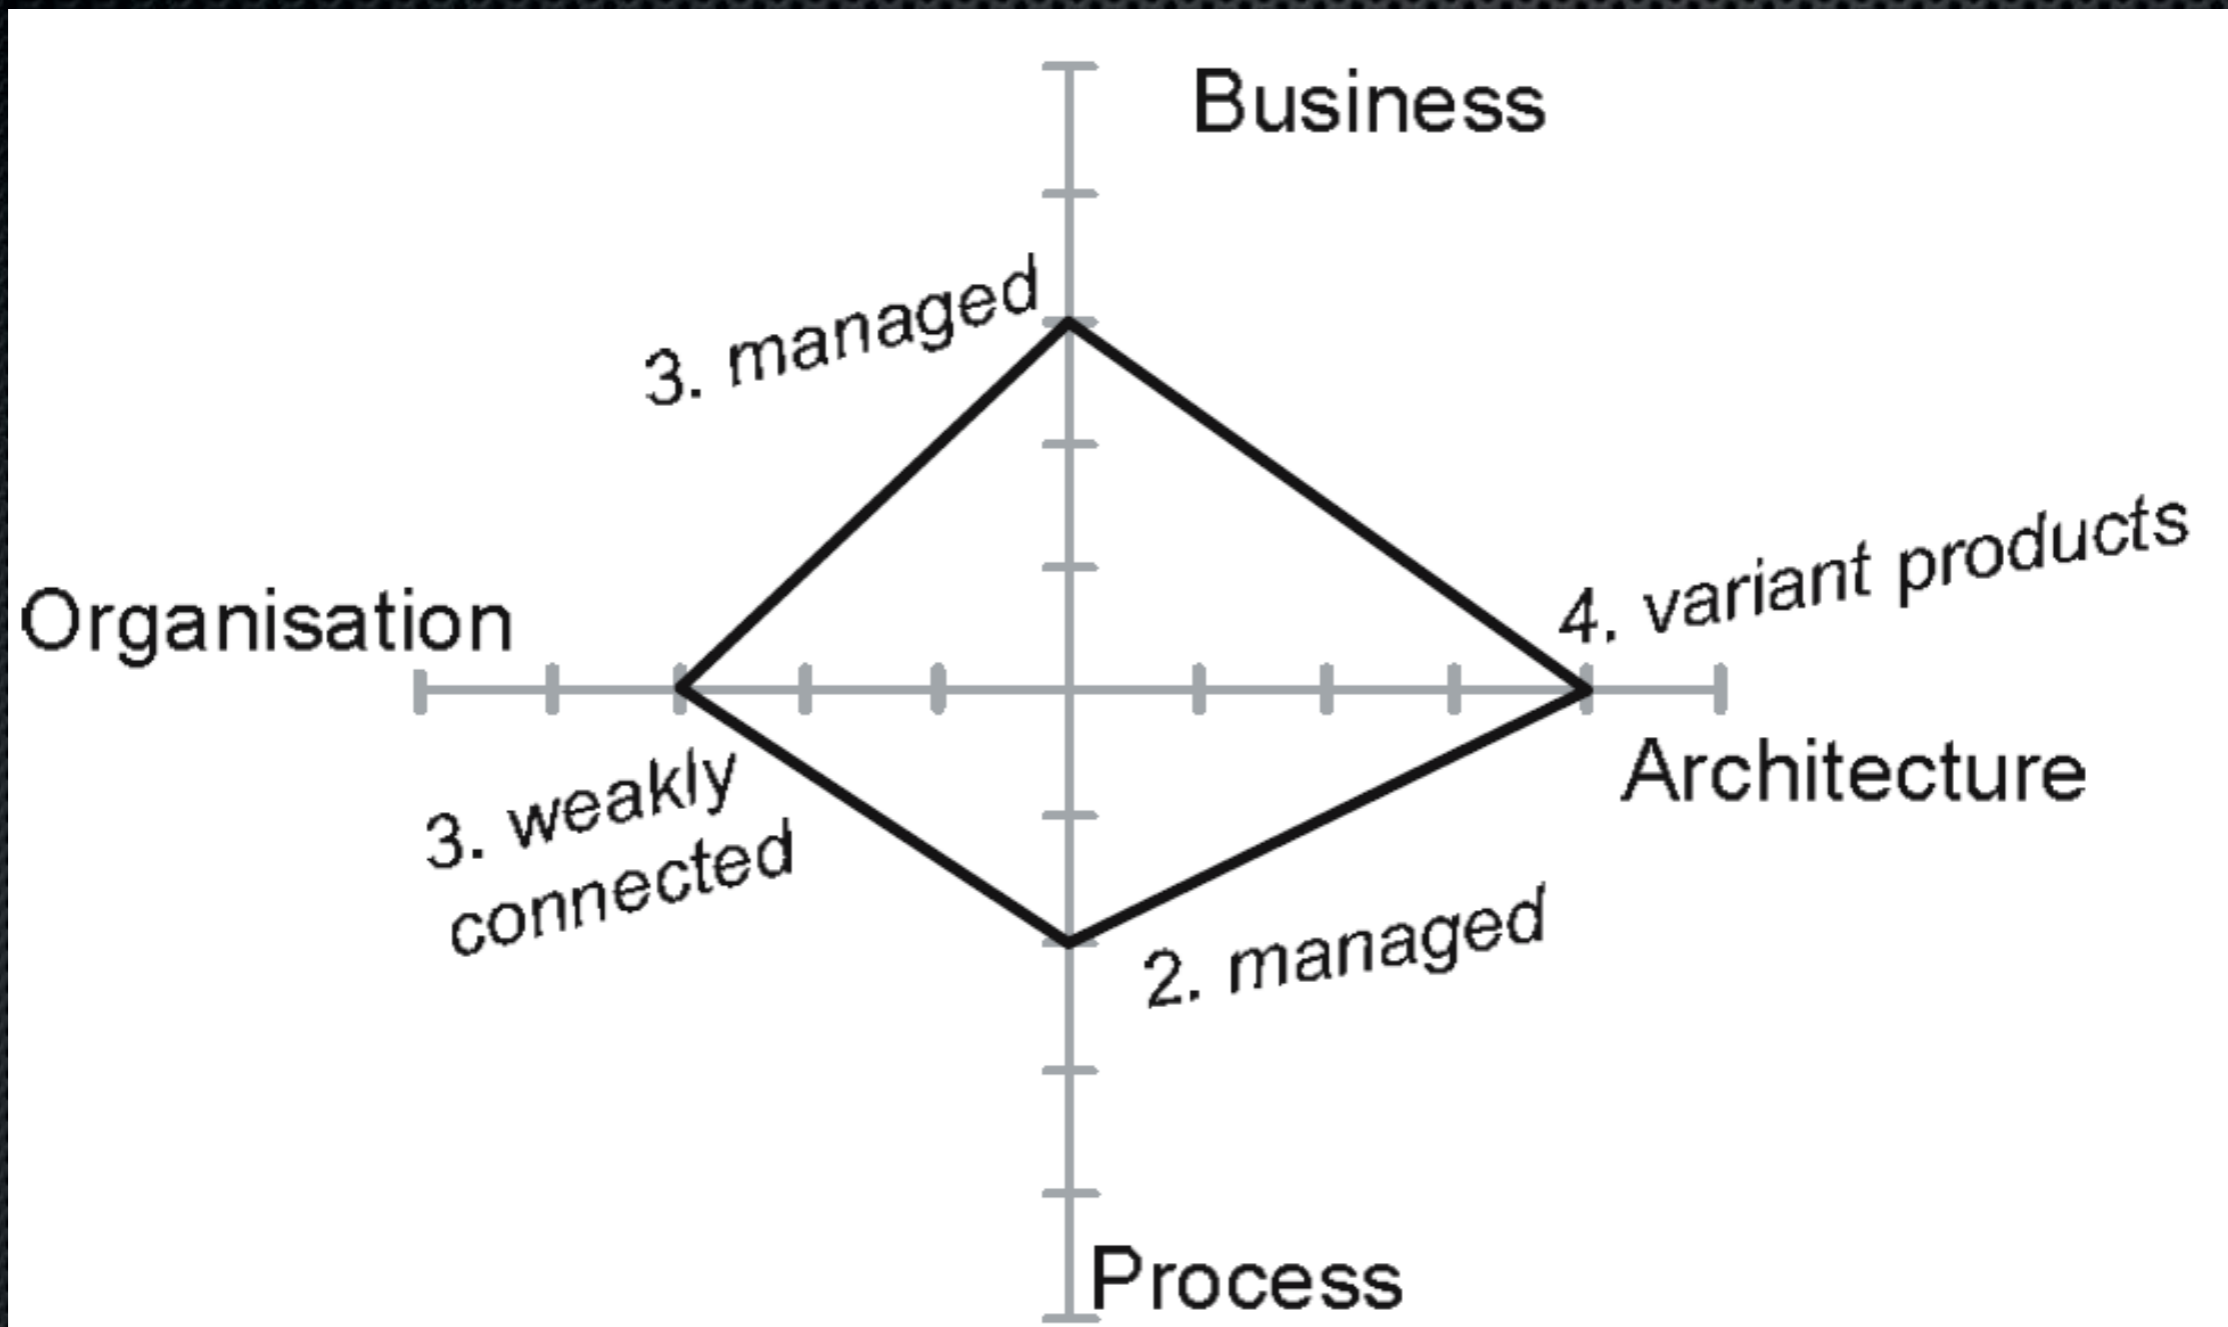 Business
3. managed
4. variant products
Organisation
Architecture
3. weakly
connected
2. managed
Process